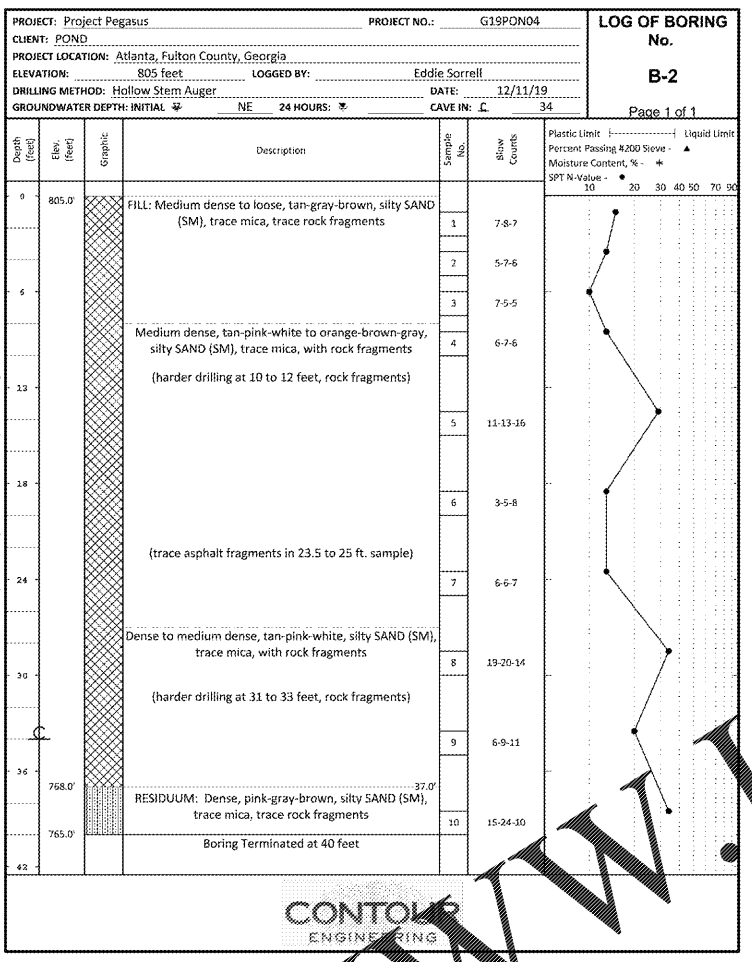 PROJECT: Project Pegasus PROJECT NO.: G19PON04
CLIENT: POND
PROJECT LOCATION: Atlanta, Fulton County, Georgia
ELEVATION: 805 feet LOGGED BY: Eddie Sorrell
DRILLING METHOD: Hollow Stem Auger DATE: 12/11/19
GROUNDWATER DEPTH: INITIAL NE 24 HOURS: CAVE IN: C 34
LOG OF BORING
No.
B-2
Page 1 of 1
Depth (feet) Elev. (feet) Graphic Description Sample No. Blow Counts
Plastic Limit Liquid Limit
Percent Passing #200 Sieve - ▲
Moisture Content, % - *
SPT N-Value - ●
10 20 30 40 50 70 90
0 805.0'
FILL: Medium dense to loose, tan-gray-brown, silty SAND
(SM), trace mica, trace rock fragments
1 7-8-7
2 5-7-6
6
3 7-5-5
Medium dense, tan-pink-white to orange-brown-gray,
silty SAND (SM), trace mica, with rock fragments
4 6-7-6
(harder drilling at 10 to 12 feet, rock fragments)
13
5 11-13-16
18
6 3-5-8
(trace asphalt fragments in 23.5 to 25 ft. sample)
24
7 6-6-7
Dense to medium dense, tan-pink-white, silty SAND (SM),
trace mica, with rock fragments
8 19-20-14
30
(harder drilling at 31 to 33 feet, rock fragments)
C
9 6-9-11
36
768.0' 37.0'
RESIDUUM: Dense, pink-gray-brown, silty SAND (SM),
trace mica, trace rock fragments
10 15-24-10
765.0'
Boring Terminated at 40 feet
42
CONTOUR
ENGINEERING
WWW.